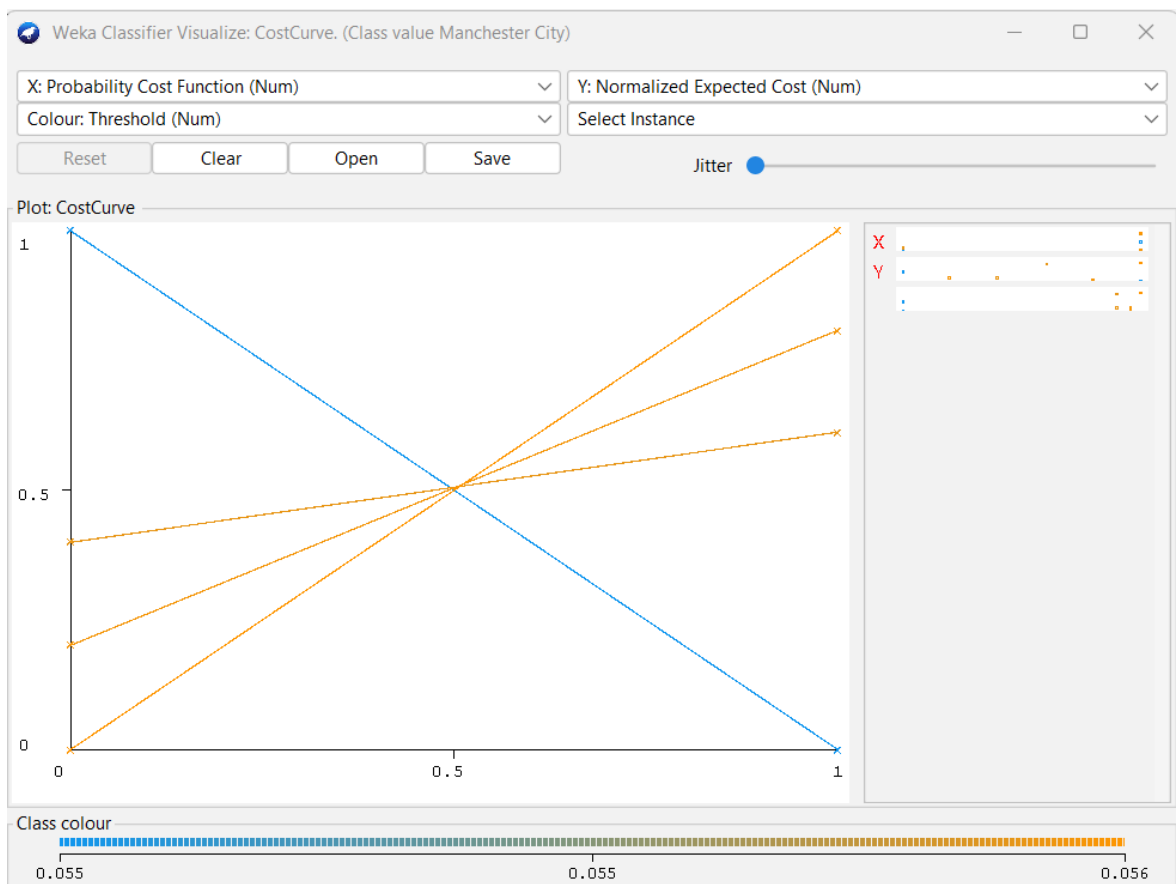 Weka Classifier Visualize: CostCurve. (Class value Manchester City)
X: Probability Cost Function (Num) Y: Normalized Expected Cost (Num)
Colour: Threshold (Num) Select Instance
Reset Clear Open Save Jitter
Plot: CostCurve
1
X
Y
0.5
0
0 0.5 1
Class colour
0.055 0.055 0.056